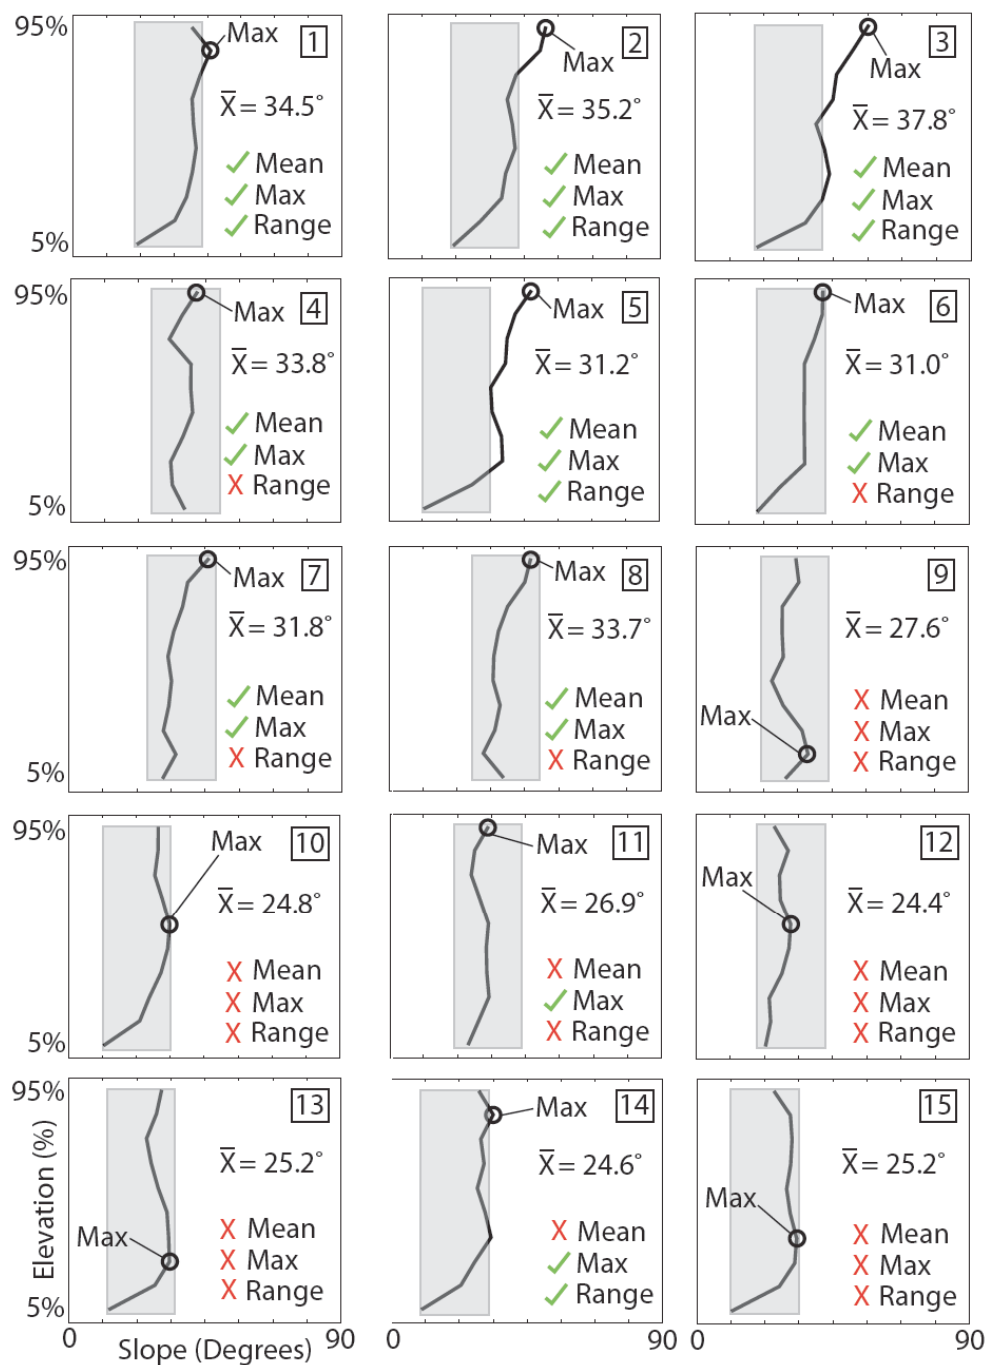 95%
5%
Max
1
X̄ = 34.5°
✓ Mean
✓ Max
✓ Range
Max
2
X̄ = 35.2°
✓ Mean
✓ Max
✓ Range
Max
3
X̄ = 37.8°
✓ Mean
✓ Max
✓ Range
95%
5%
Max
4
X̄ = 33.8°
✓ Mean
✓ Max
X Range
Max
5
X̄ = 31.2°
✓ Mean
✓ Max
✓ Range
Max
6
X̄ = 31.0°
✓ Mean
✓ Max
X Range
95%
5%
Max
7
X̄ = 31.8°
✓ Mean
✓ Max
X Range
Max
8
X̄ = 33.7°
✓ Mean
✓ Max
X Range
9
X̄ = 27.6°
Max
X Mean
X Max
X Range
95%
5%
Max
10
X̄ = 24.8°
X Mean
X Max
X Range
Max
11
X̄ = 26.9°
X Mean
✓ Max
X Range
Max
12
X̄ = 24.4°
X Mean
X Max
X Range
95%
5%
Elevation (%)
13
X̄ = 25.2°
Max
X Mean
X Max
X Range
Max
14
X̄ = 24.6°
X Mean
✓ Max
✓ Range
15
X̄ = 25.2°
Max
X Mean
X Max
X Range
0 90
Slope (Degrees)
0 90
0 90